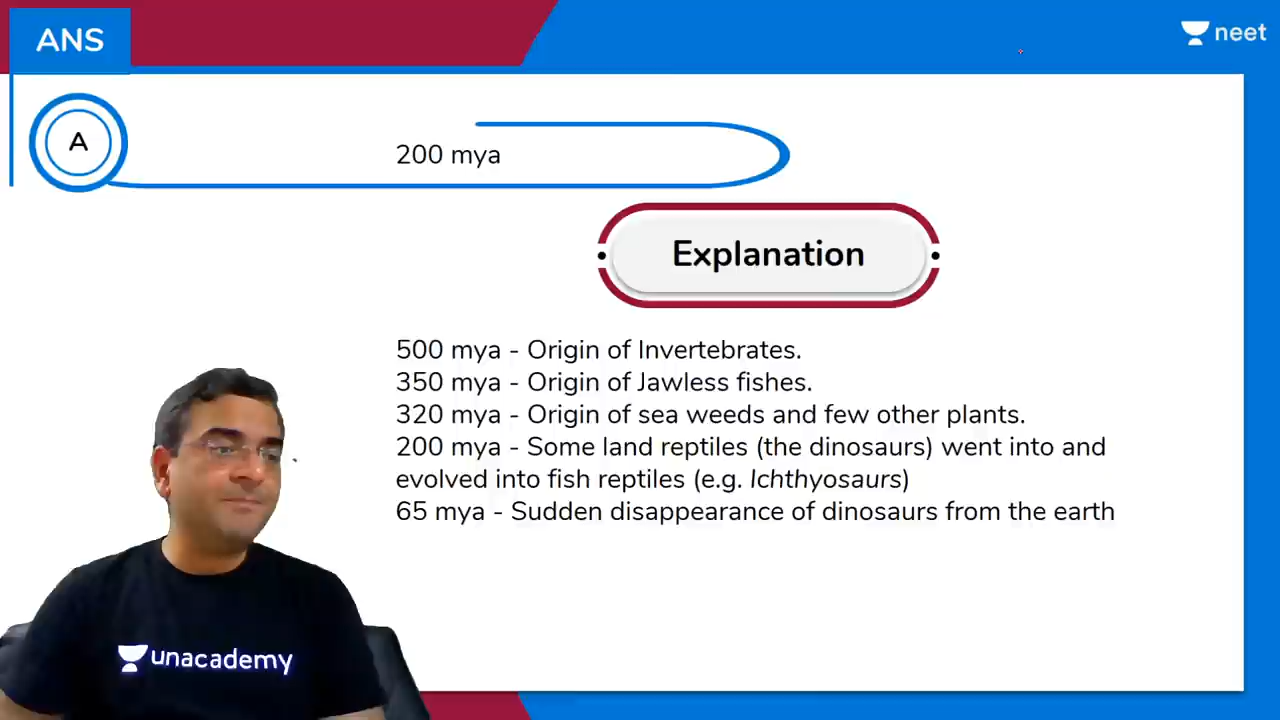 ANS
neet
A
200 mya
Explanation
500 mya - Origin of Invertebrates.
350 mya - Origin of Jawless fishes.
320 mya - Origin of sea weeds and few other plants.
200 mya - Some land reptiles (the dinosaurs) went into and
evolved into fish reptiles (e.g. Ichthyosaurs)
65 mya - Sudden disappearance of dinosaurs from the earth
unacademy